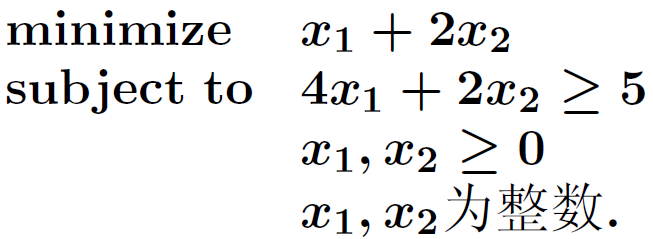 minimize x₁ + 2x₂
subject to 4x₁ + 2x₂ ≥ 5
x₁, x₂ ≥ 0
x₁, x₂为整数.